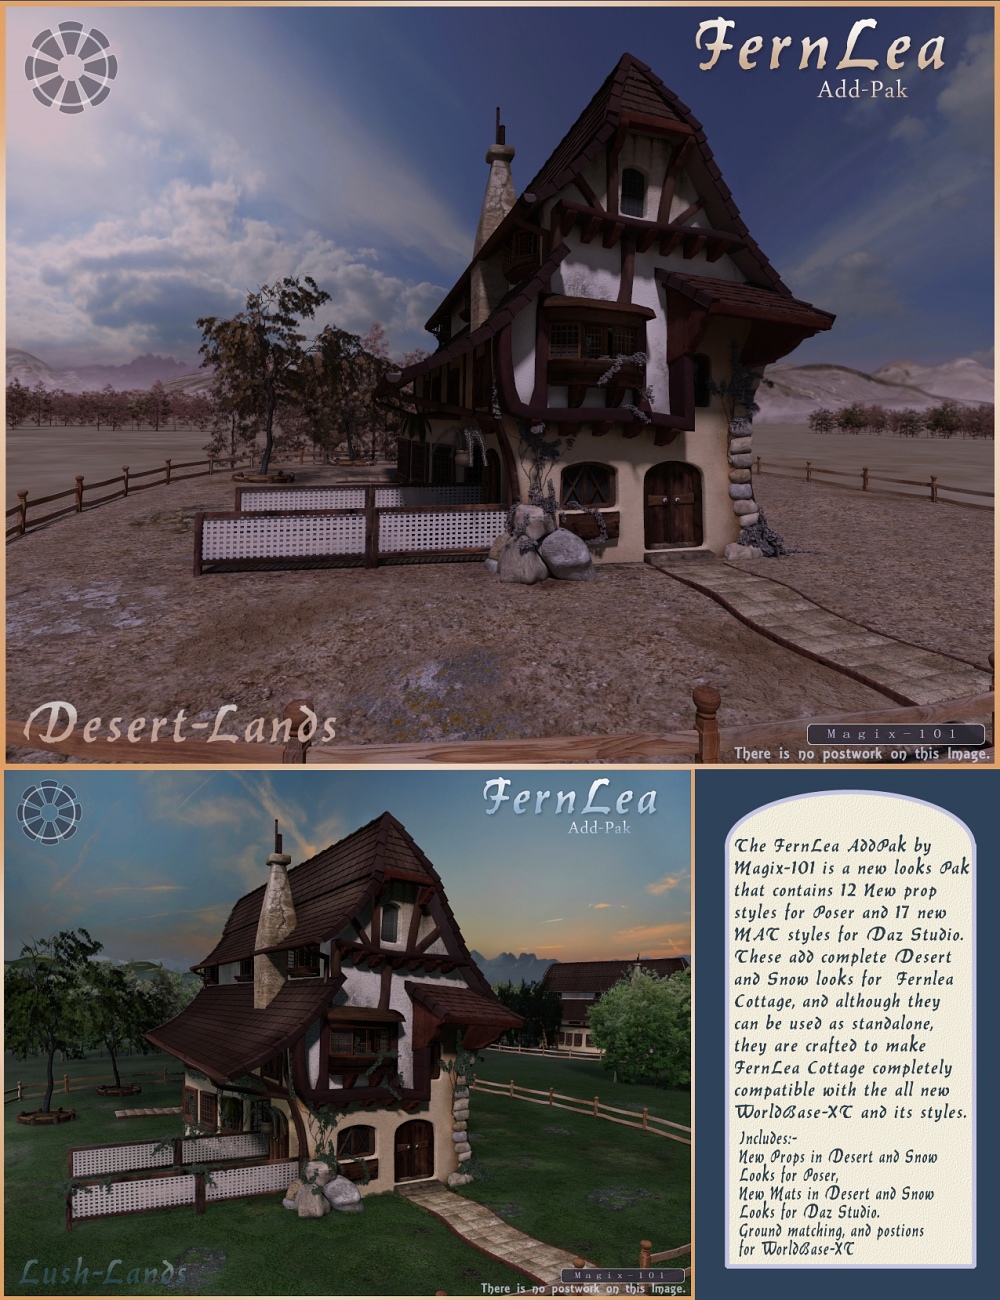 FernLea
Add-Pak
Desert-Lands
Magix-101
There is no postwork on this Image.
FernLea
Add-Pak
Lush-Lands
Magix-101
There is no postwork on this Image.
The FernLea AddPak by
Magix-101 is a new looks Pak
that contains 12 New prop
styles for Poser and 17 new
MAT styles for Daz Studio.
These add complete Desert
and Snow looks for Fernlea
Cottage, and although they
can be used as standalone,
they are crafted to make
FernLea Cottage completely
compatible with the all new
WorldBase-XT and its styles.
Includes:-
New Props in Desert and Snow
Looks for Poser,
New Mats in Desert and Snow
Looks for Daz Studio.
Ground matching, and postions
for WorldBase-XT